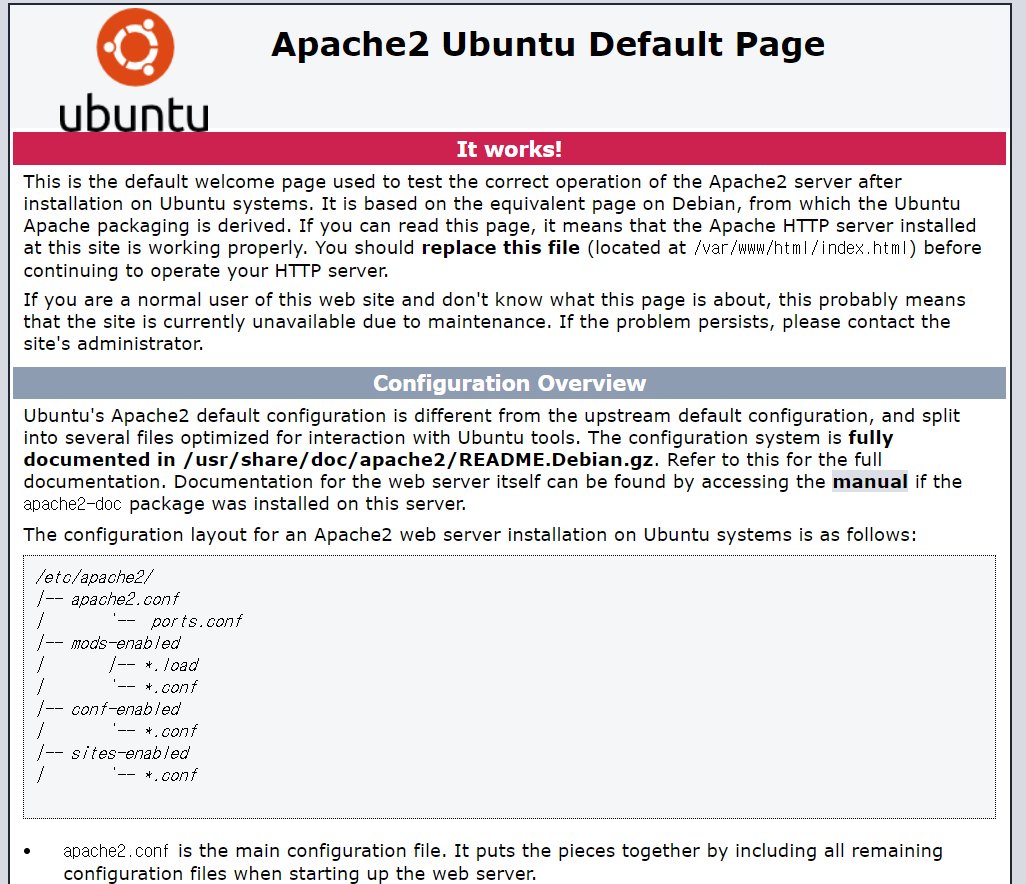 ubuntu
Apache2 Ubuntu Default Page
It works!
This is the default welcome page used to test the correct operation of the Apache2 server after
installation on Ubuntu systems. It is based on the equivalent page on Debian, from which the Ubuntu
Apache packaging is derived. If you can read this page, it means that the Apache HTTP server installed
at this site is working properly. You should replace this file (located at /var/www/html/index.html) before
continuing to operate your HTTP server.
If you are a normal user of this web site and don't know what this page is about, this probably means
that the site is currently unavailable due to maintenance. If the problem persists, please contact the
site's administrator.
Configuration Overview
Ubuntu's Apache2 default configuration is different from the upstream default configuration, and split
into several files optimized for interaction with Ubuntu tools. The configuration system is fully
documented in /usr/share/doc/apache2/README.Debian.gz. Refer to this for the full
documentation. Documentation for the web server itself can be found by accessing the manual if the
apache2-doc package was installed on this server.
The configuration layout for an Apache2 web server installation on Ubuntu systems is as follows:
/etc/apache2/
|-- apache2.conf
|       `--  ports.conf
|-- mods-enabled
|       |-- *.load
|       `-- *.conf
|-- conf-enabled
|       `-- *.conf
|-- sites-enabled
|       `-- *.conf
• apache2.conf is the main configuration file. It puts the pieces together by including all remaining
configuration files when starting up the web server.